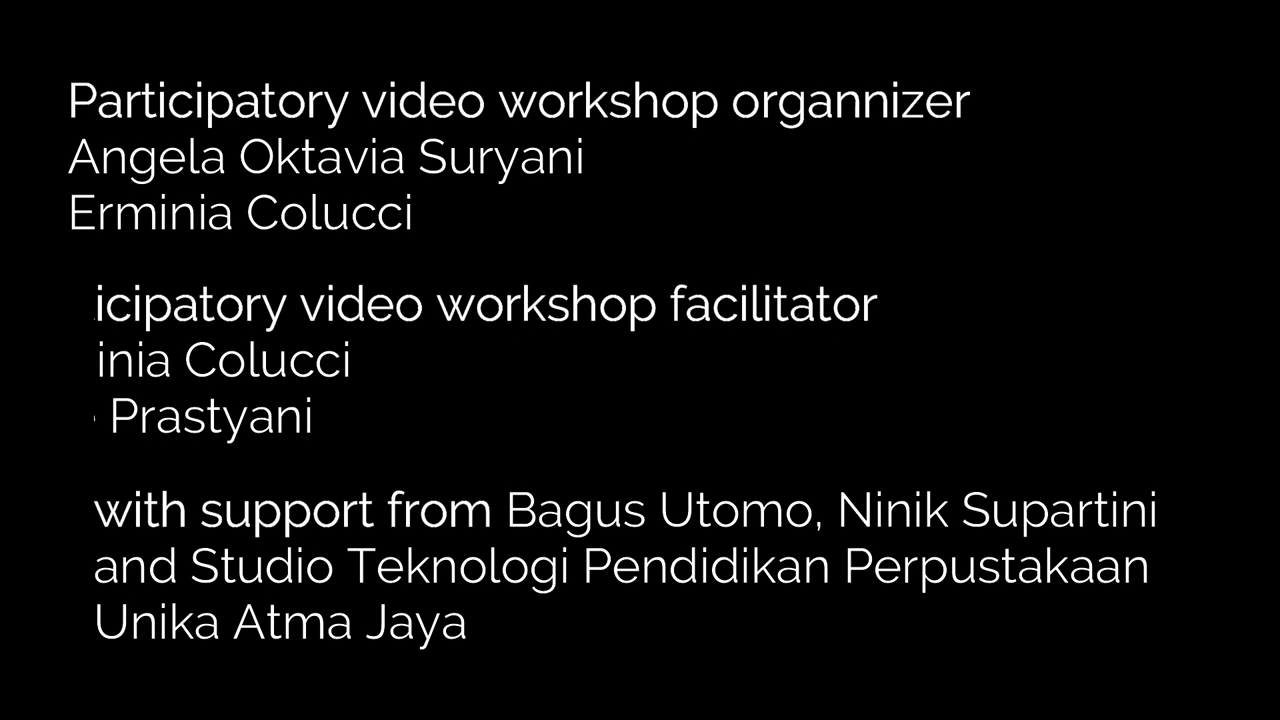 Participatory video workshop organnizer
Angela Oktavia Suryani
Erminia Colucci
icipatory video workshop facilitator
inia Colucci
Prastyani
with support from Bagus Utomo, Ninik Supartini
and Studio Teknologi Pendidikan Perpustakaan
Unika Atma Jaya